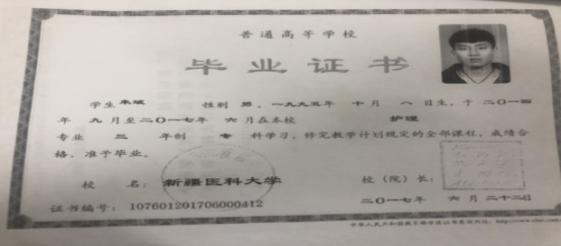 普通高等学校
毕业证书
学生 性别 男，一九九五年 十月 八日生，于二〇一四
年 九月至二〇一七年 六月在本校 护理
专业 三 年制 专 科学习，修完教学计划规定的全部课程，成绩合
格，准予毕业。
校 名：新疆医科大学 校（院）长：
证书编号：107601201706000412 二〇一七年 六月 二十二日